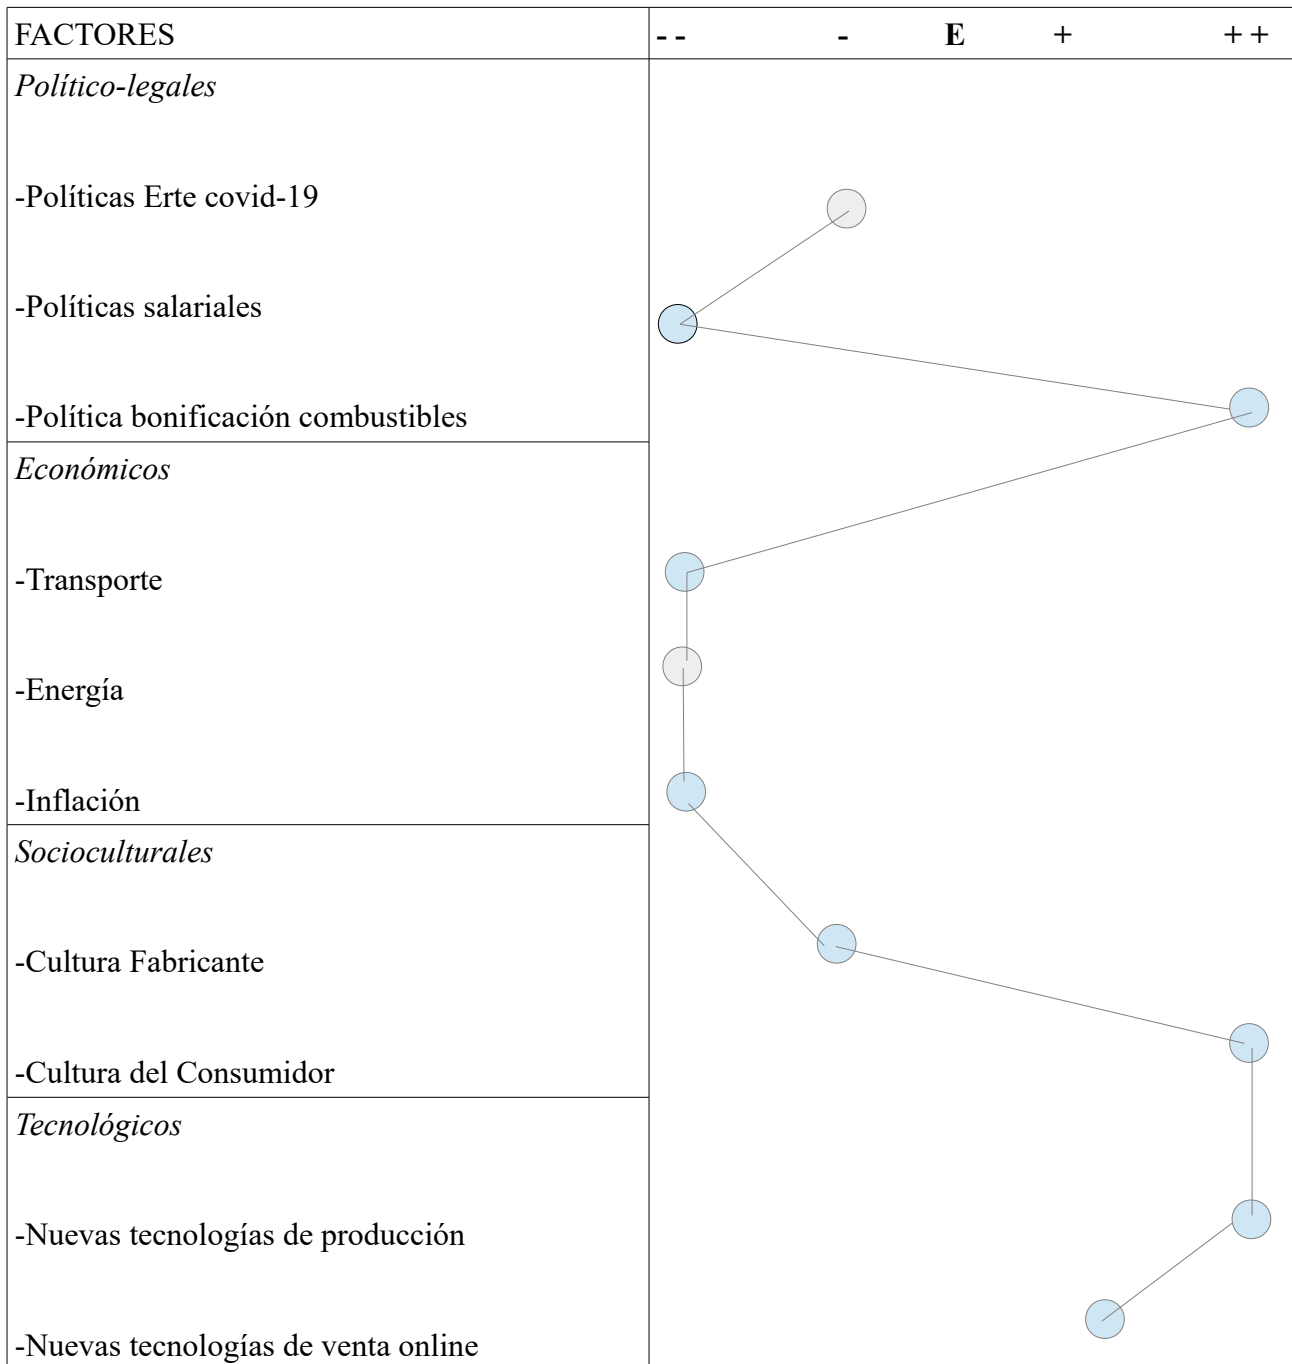 FACTORES -- - E + ++
Político-legales
-Políticas Erte covid-19
-Políticas salariales
-Política bonificación combustibles
Económicos
-Transporte
-Energía
-Inflación
Socioculturales
-Cultura Fabricante
-Cultura del Consumidor
Tecnológicos
-Nuevas tecnologías de producción
-Nuevas tecnologías de venta online